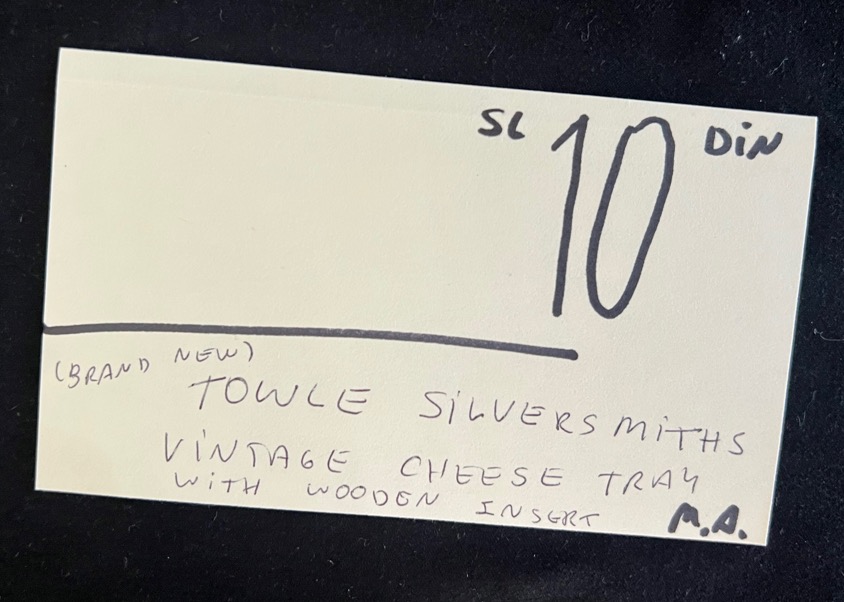 SL 10 DiN
(BRAND NEW)
TOWLE SiLVERSMiTHS
ViNTAGE CHEESE TRAY
WiTH WOODEN INSERT
M.A.